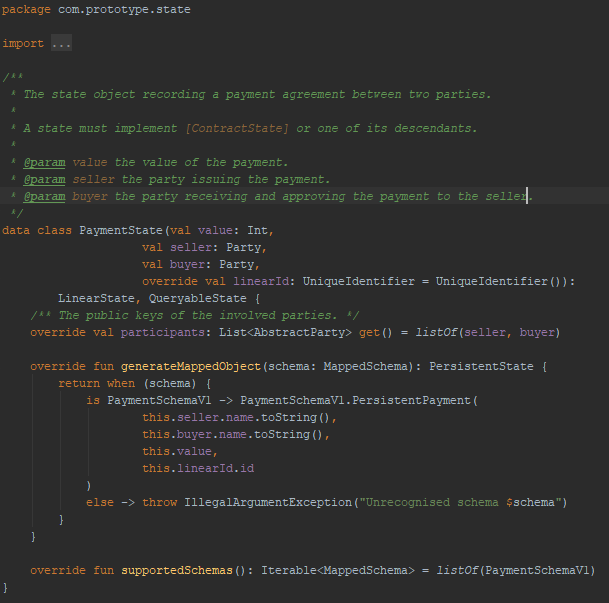 package com.prototype.state
import ...
/**
 * The state object recording a payment agreement between two parties.
 *
 * A state must implement [ContractState] or one of its descendants.
 *
 * @param value the value of the payment.
 * @param seller the party issuing the payment.
 * @param buyer the party receiving and approving the payment to the seller.
 */
data class PaymentState(val value: Int,
                    val seller: Party,
                    val buyer: Party,
                    override val linearId: UniqueIdentifier = UniqueIdentifier()):
        LinearState, QueryableState {
    /** The public keys of the involved parties. */
    override val participants: List<AbstractParty> get() = listOf(seller, buyer)

    override fun generateMappedObject(schema: MappedSchema): PersistentState {
        return when (schema) {
            is PaymentSchemaV1 -> PaymentSchemaV1.PersistentPayment(
                    this.seller.name.toString(),
                    this.buyer.name.toString(),
                    this.value,
                    this.linearId.id
            )
            else -> throw IllegalArgumentException("Unrecognised schema $schema")
        }
    }

    override fun supportedSchemas(): Iterable<MappedSchema> = listOf(PaymentSchemaV1)
}